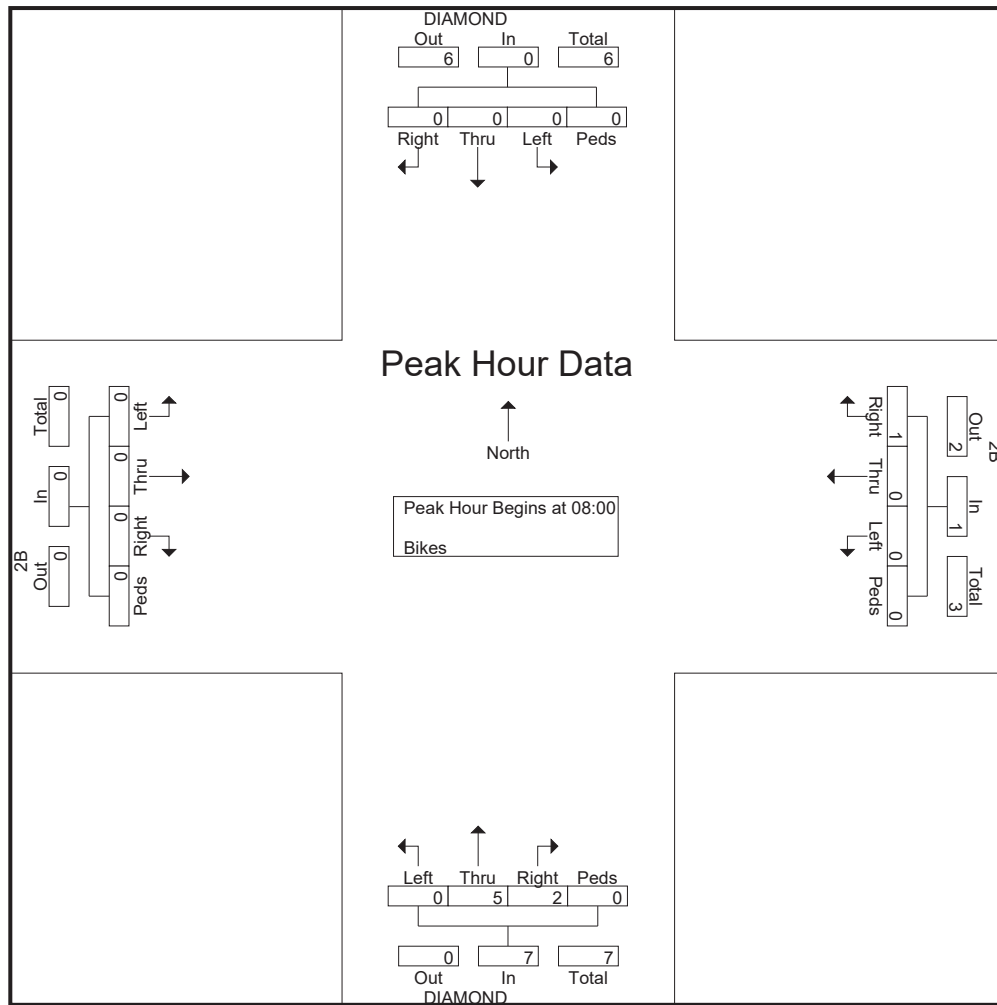 DIAMOND
Out In Total
6 0 6
0 0 0 0
Right Thru Left Peds
Peak Hour Data
North
Peak Hour Begins at 08:00
Bikes
2B
Out In Total
0 0 0
Left Thru Right Peds
0 0 0 0
2B
Out In Total
2 1 3
Right Thru Left Peds
1 0 0 0
Left Thru Right Peds
0 5 2 0
0 7 7
Out In Total
DIAMOND